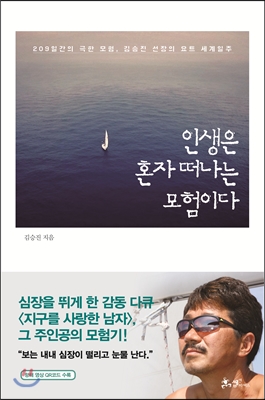 209일간의 극한 모험, 김승진 선장의 요트 세계일주
인생은
혼자 떠나는
모험이다
김승진 지음
심장을 뛰게 한 감동 다큐
〈지구를 사랑한 남자〉,
그 주인공의 모험기!
“보는 내내 심장이 떨리고 눈물 난다.”
영상 QR코드 수록